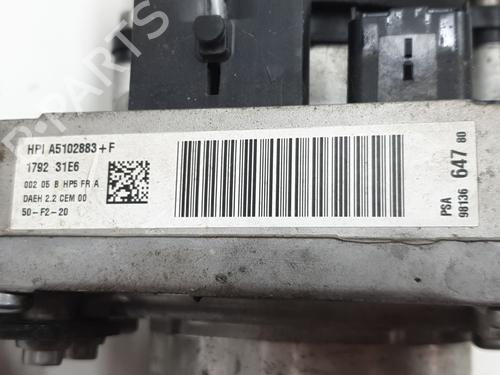 HPI A5102883+F
1792 31E6
002 05 B HP5 FR A
DAEH 2.2 CEM 00
50-F2-20
PSA
98136 647 80
B-PARTS